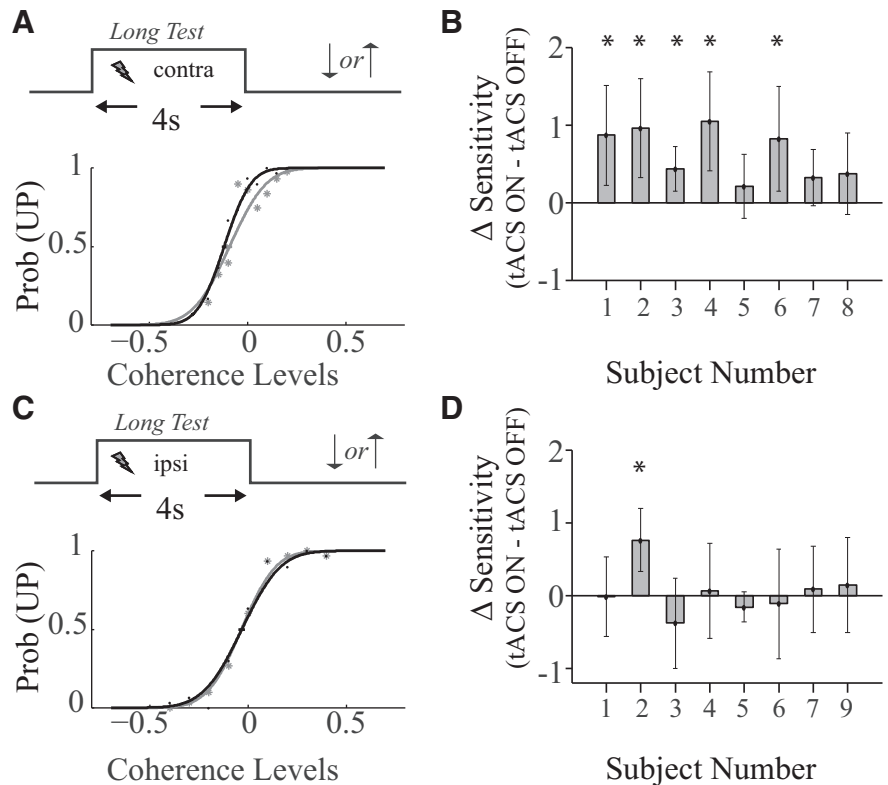 A
Long Test
contra
or
4s
Prob (UP)
1
0.5
0
−0.5
0
0.5
Coherence Levels
B
Δ Sensitivity
(tACS ON - tACS OFF)
2
1
0
-1
* * * * *
1 2 3 4 5 6 7 8
Subject Number
C
Long Test
ipsi
or
4s
Prob (UP)
1
0.5
0
−0.5
0
0.5
Coherence Levels
D
Δ Sensitivity
(tACS ON - tACS OFF)
2
1
0
-1
*
1 2 3 4 5 6 7 9
Subject Number